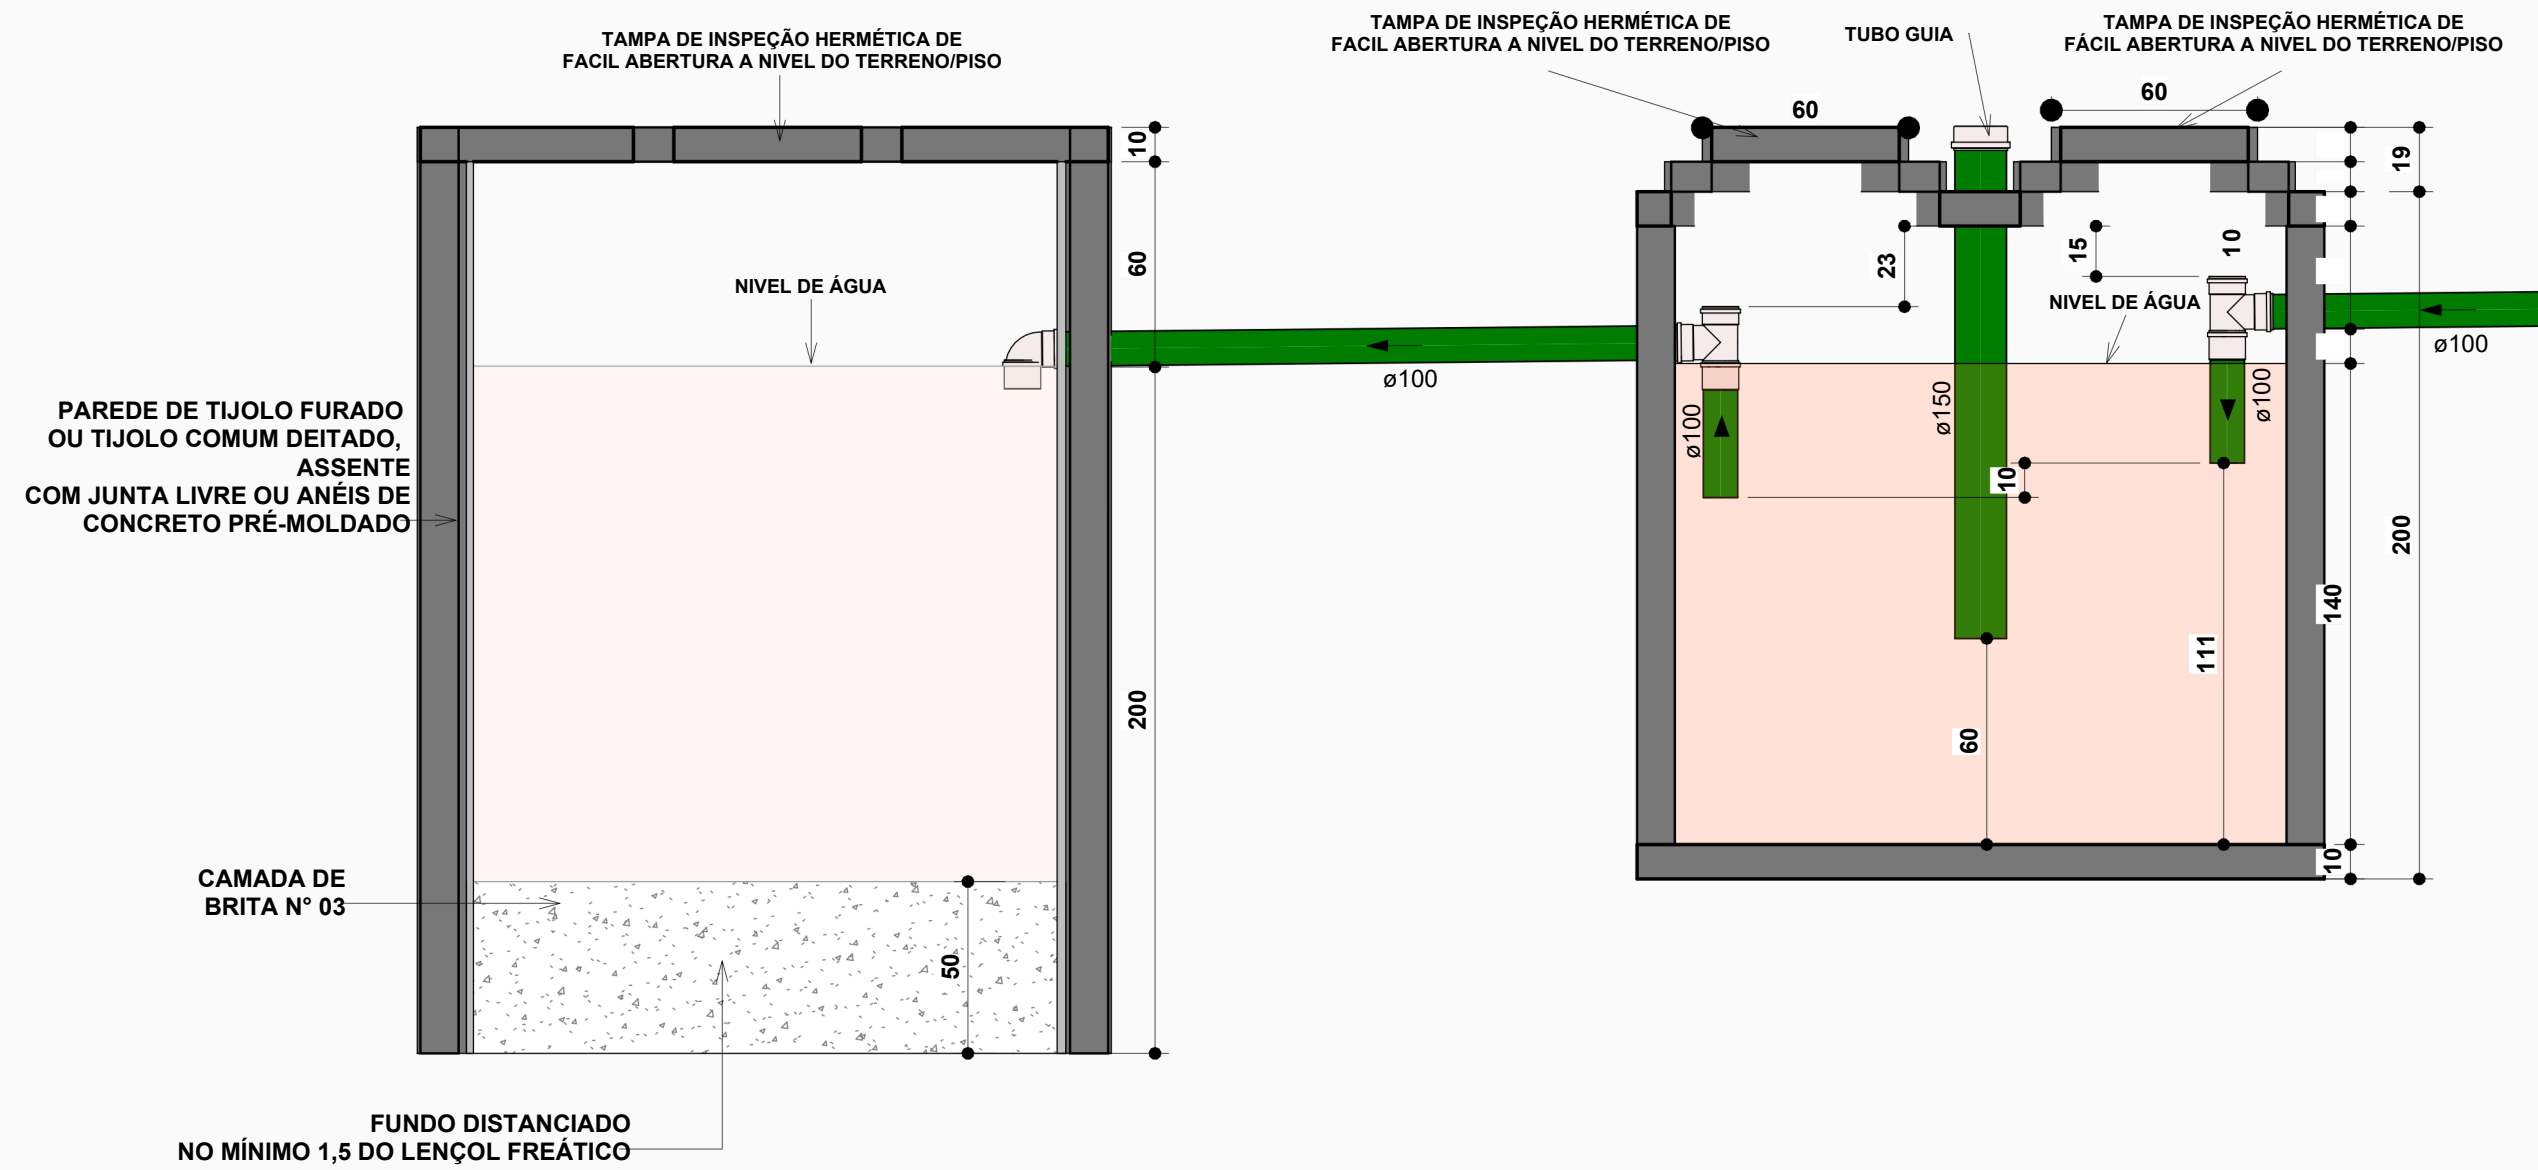 TAMPA DE INSPEÇÃO HERMÉTICA DE
FACIL ABERTURA A NIVEL DO TERRENO/PISO
TAMPA DE INSPEÇÃO HERMÉTICA DE
FACIL ABERTURA A NIVEL DO TERRENO/PISO
TUBO GUIA
TAMPA DE INSPEÇÃO HERMÉTICA DE
FÁCIL ABERTURA A NIVEL DO TERRENO/PISO
60
60
10
19
60
23
15
10
NIVEL DE ÁGUA
NIVEL DE ÁGUA
ø100
ø100
PAREDE DE TIJOLO FURADO
OU TIJOLO COMUM DEITADO,
ASSENTE
COM JUNTA LIVRE OU ANÉIS DE
CONCRETO PRÉ-MOLDADO
ø100
ø150
ø100
10
200
140
111
60
200
10
CAMADA DE
BRITA N° 03
50
FUNDO DISTANCIADO
NO MÍNIMO 1,5 DO LENÇOL FREÁTICO